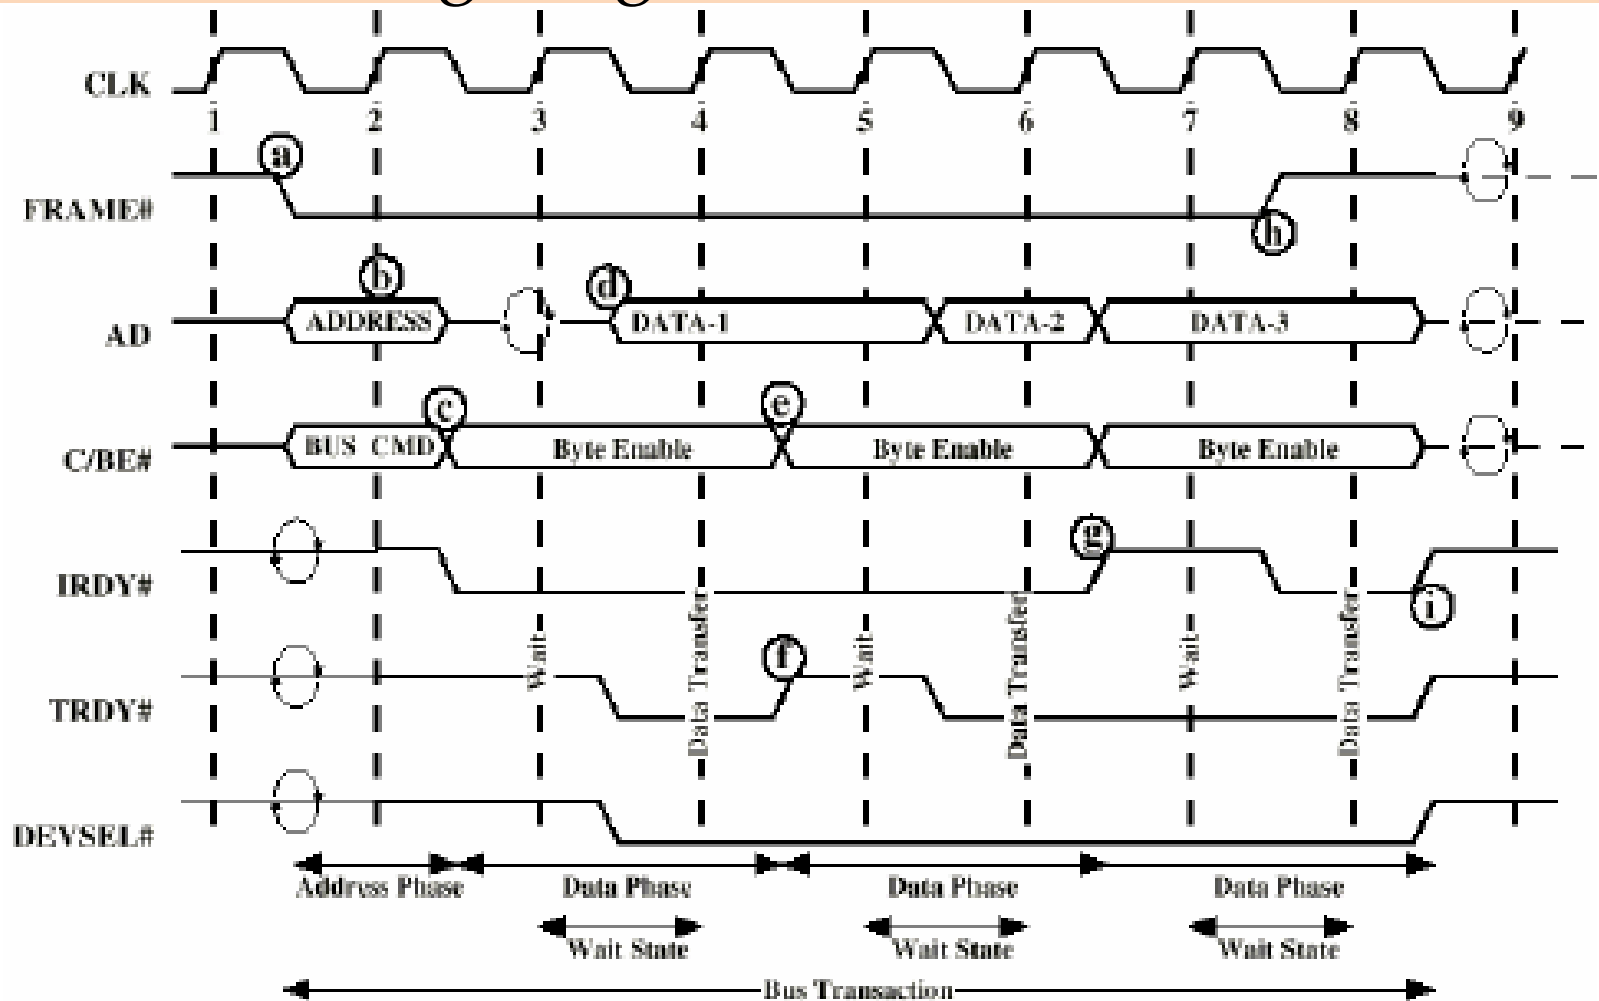 CLK
1 2 3 4 5 6 7 8 9
a
FRAME#
h
b
d
AD
ADDRESS DATA-1 DATA-2 DATA-3
c
e
C/BE#
BUS CMD Byte Enable Byte Enable Byte Enable
g
IRDY#
i
f
Wait Data Transfer Wait Data Transfer Wait Data Transfer
TRDY#
DEVSEL#
Address Phase Data Phase Data Phase Data Phase
Wait State Wait State Wait State
Bus Transaction